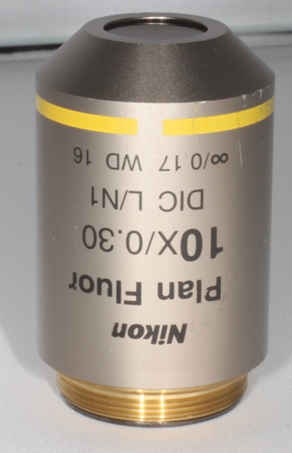 Nikon
Plan Fluor
10X/0.30
DIC L/N1
∞/0.17 WD 16